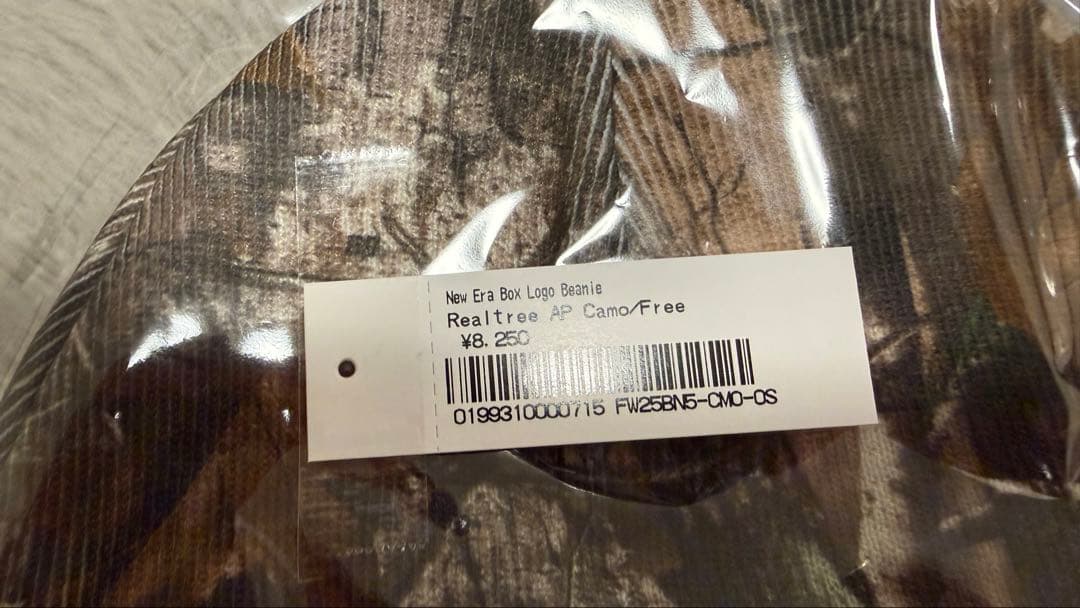 New Era Box Logo Beanie
Realtree AP Camo/Free
¥8,250
0199310000715 FW25BN5-CMO-OS